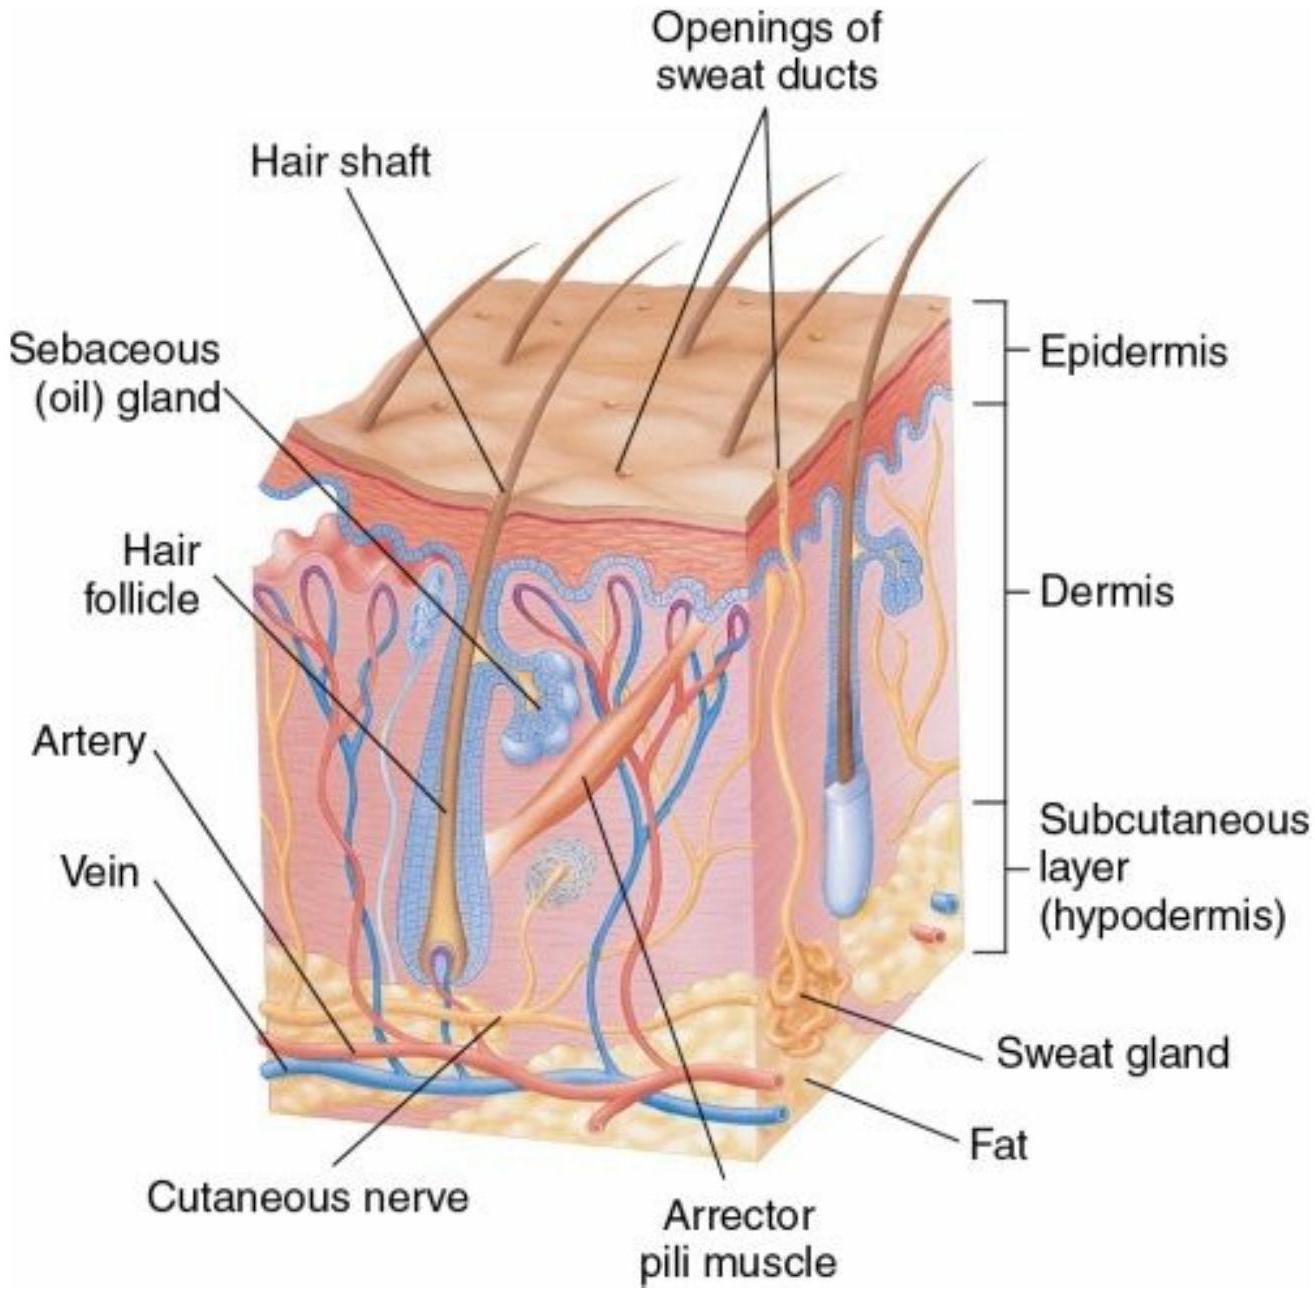 Openings of
sweat ducts
Hair shaft
Sebaceous
(oil) gland
Epidermis
Hair
follicle
Dermis
Artery
Subcutaneous
layer
(hypodermis)
Vein
Sweat gland
Fat
Cutaneous nerve
Arrector
pili muscle